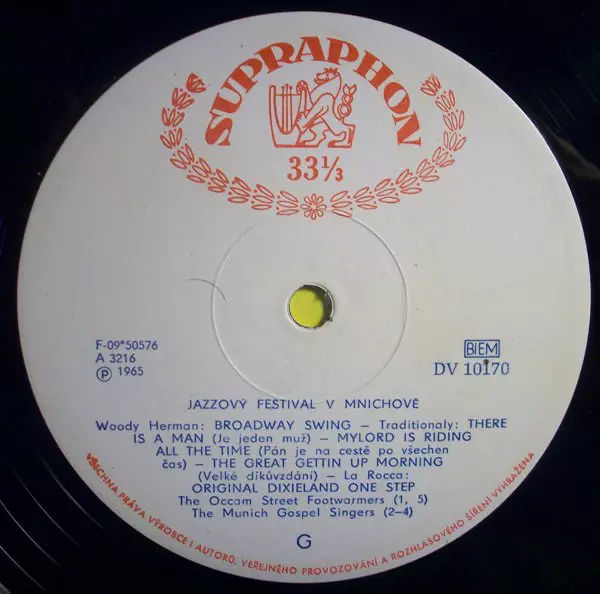 SUPRAPHON
33⅓
F-09*50576
A 3216
Ⓟ 1965
BIEM
DV 10170
JAZZOVÝ FESTIVAL V MNICHOVĚ
Woody Herman: BROADWAY SWING – Traditionaly: THERE
IS A MAN (Je jeden muž) – MYLORD IS RIDING
ALL THE TIME (Pán je na cestě po všechen
čas) – THE GREAT GETTIN UP MORNING
(Velké díkůvzdání) – La Rocca:
ORIGINAL DIXIELAND ONE STEP
The Occam Street Footwarmers (1, 5)
The Munich Gospel Singers (2–4)
G
VŠECHNA PRÁVA VÝROBCE I AUTORŮ, VEŘEJNÉHO PROVOZOVÁNÍ A ROZHLASOVÉHO ŠÍŘENÍ VYHRAŽENA